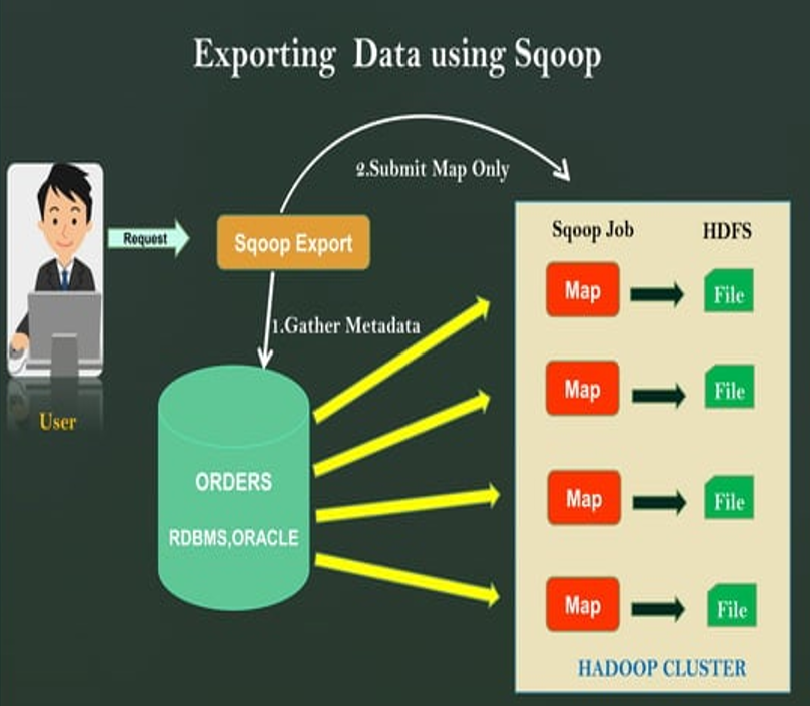 Exporting Data using Sqoop
2.Submit Map Only
Request
Sqoop Export
Sqoop Job
HDFS
Map
File
1.Gather Metadata
Map
File
User
ORDERS
RDBMS,ORACLE
Map
File
Map
File
HADOOP CLUSTER